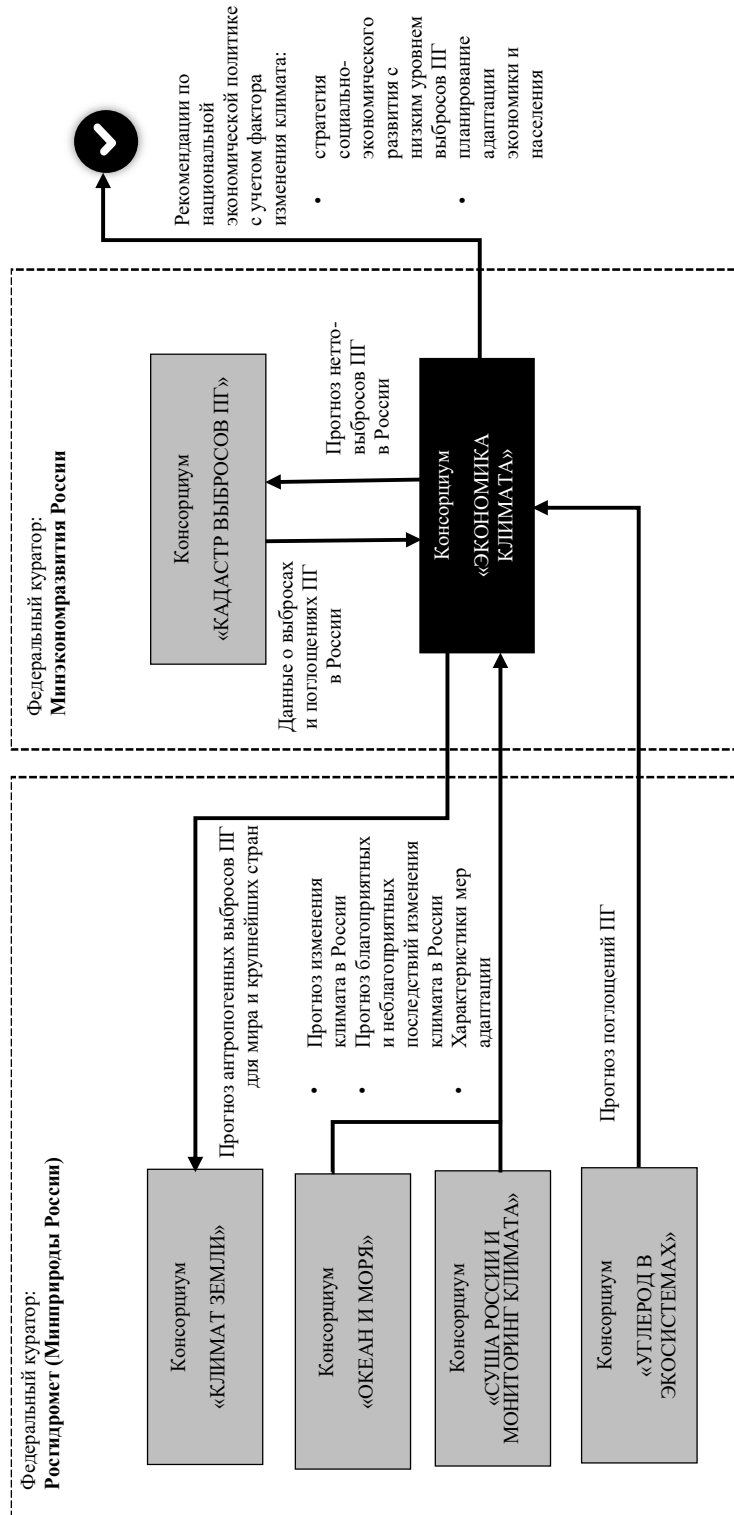 Федеральный куратор:
Росгидромет (Минприроды России)
Консорциум
«КЛИМАТ ЗЕМЛИ»
Консорциум
«ОКЕАН И МОРЯ»
Консорциум
«СУША РОССИИ И
МОНИТОРИНГ КЛИМАТА»
Консорциум
«УГЛЕРОД В
ЭКОСИСТЕМАХ»
Прогноз антропогенных выбросов ПГ
для мира и крупнейших стран
• Прогноз изменения
климата в России
• Прогноз благоприятных
и неблагоприятных
последствий изменения
климата в России
• Характеристики мер
адаптации
Прогноз поглощений ПГ
Федеральный куратор:
Минэкономразвития России
Консорциум
«КАДАСТР ВЫБРОСОВ ПГ»
Данные о выбросах
и поглощениях ПГ
в России
Прогноз нетто-
выбросов ПГ
в России
Консорциум
«ЭКОНОМИКА
КЛИМАТА»
Рекомендации по
национальной
экономической политике
с учетом фактора
изменения климата:
• стратегия
социально-
экономического
развития с
низким уровнем
выбросов ПГ
• планирование
адаптации
экономики и
населения